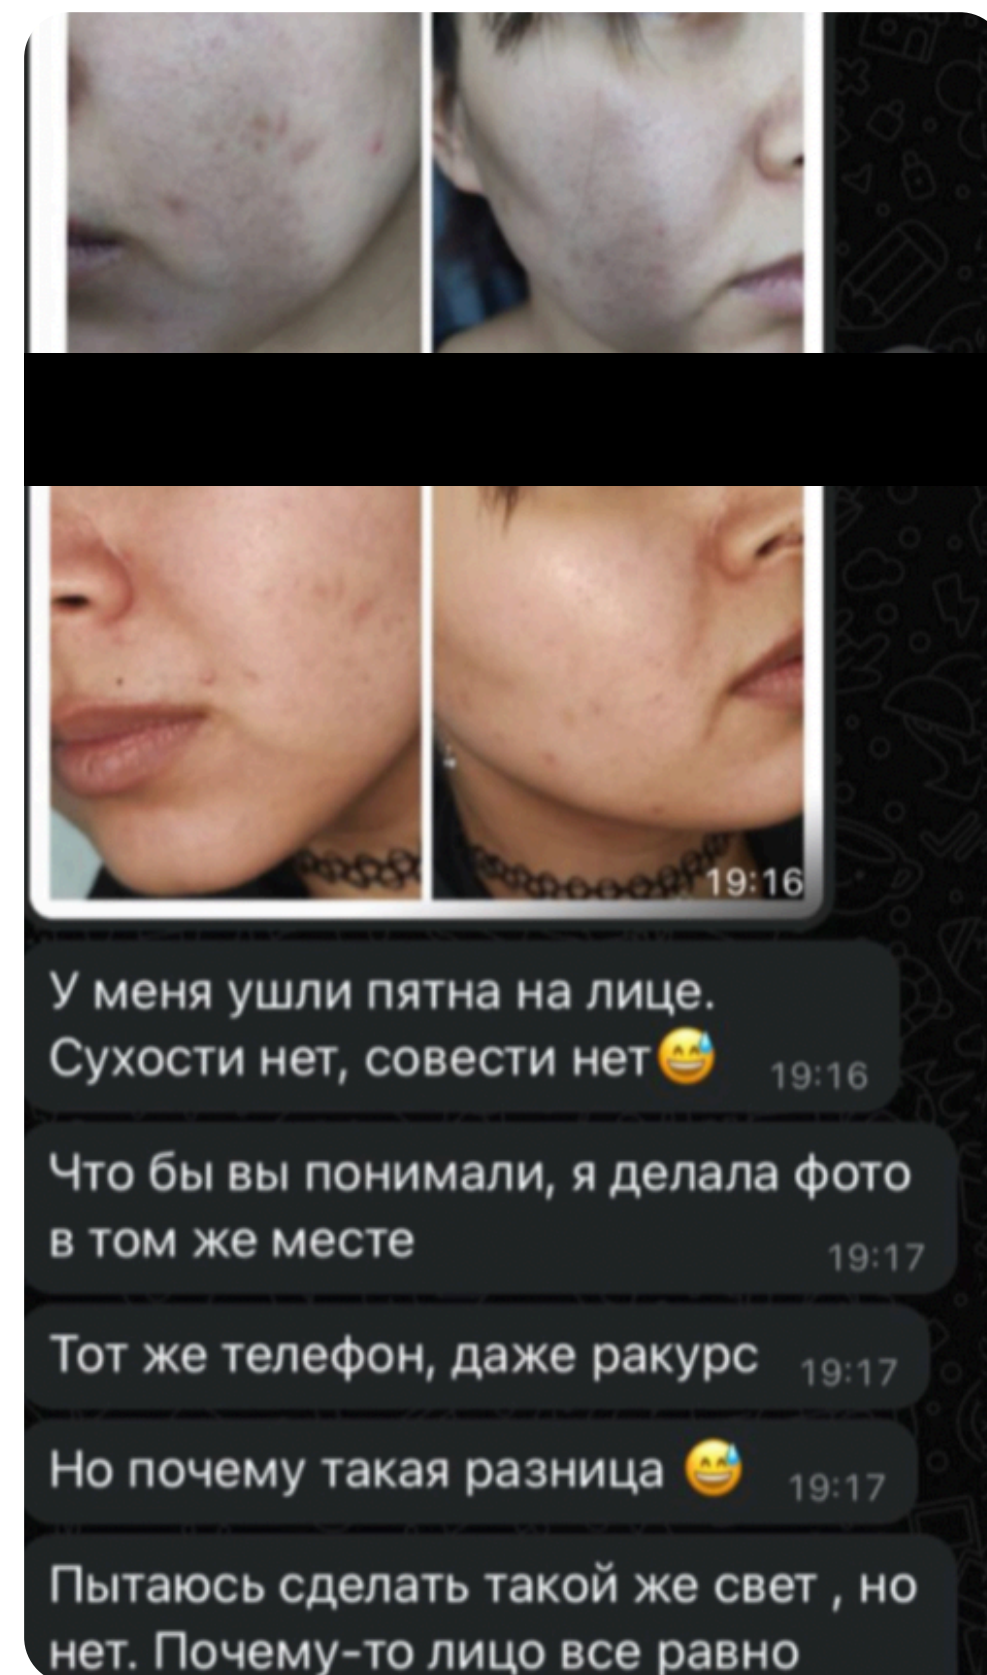 19:16
У меня ушли пятна на лице.
Сухости нет, совести нет😅 19:16
Что бы вы понимали, я делала фото
в том же месте 19:17
Тот же телефон, даже ракурс 19:17
Но почему такая разница 😅 19:17
Пытаюсь сделать такой же свет , но
нет. Почему-то лицо все равно